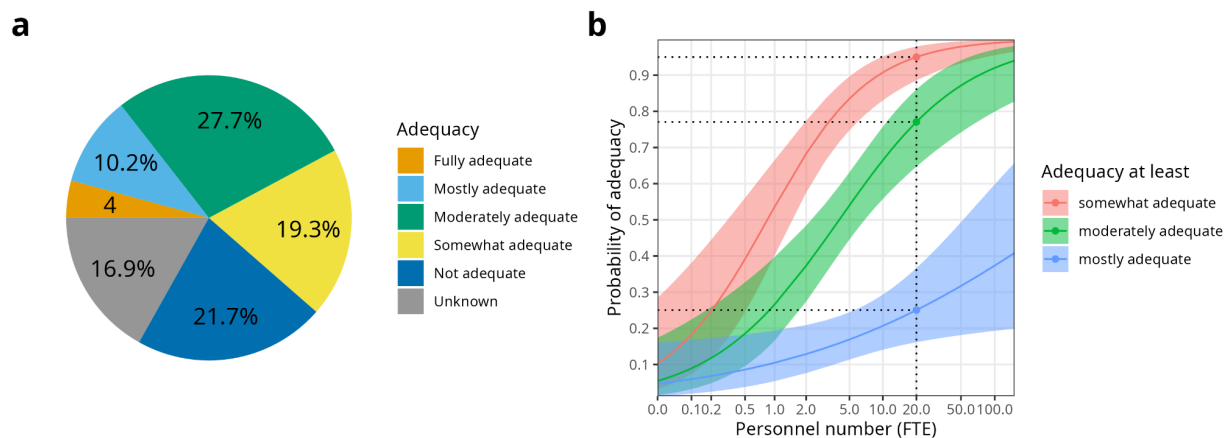 a
27.7%
10.2%
4
19.3%
16.9%
21.7%
Adequacy
Fully adequate
Mostly adequate
Moderately adequate
Somewhat adequate
Not adequate
Unknown
b
Probability of adequacy
0.9
0.8
0.7
0.6
0.5
0.4
0.3
0.2
0.1
0.0 0.1 0.2 0.5 1.0 2.0 5.0 10.0 20.0 50.0 100.0
Personnel number (FTE)
Adequacy at least
somewhat adequate
moderately adequate
mostly adequate